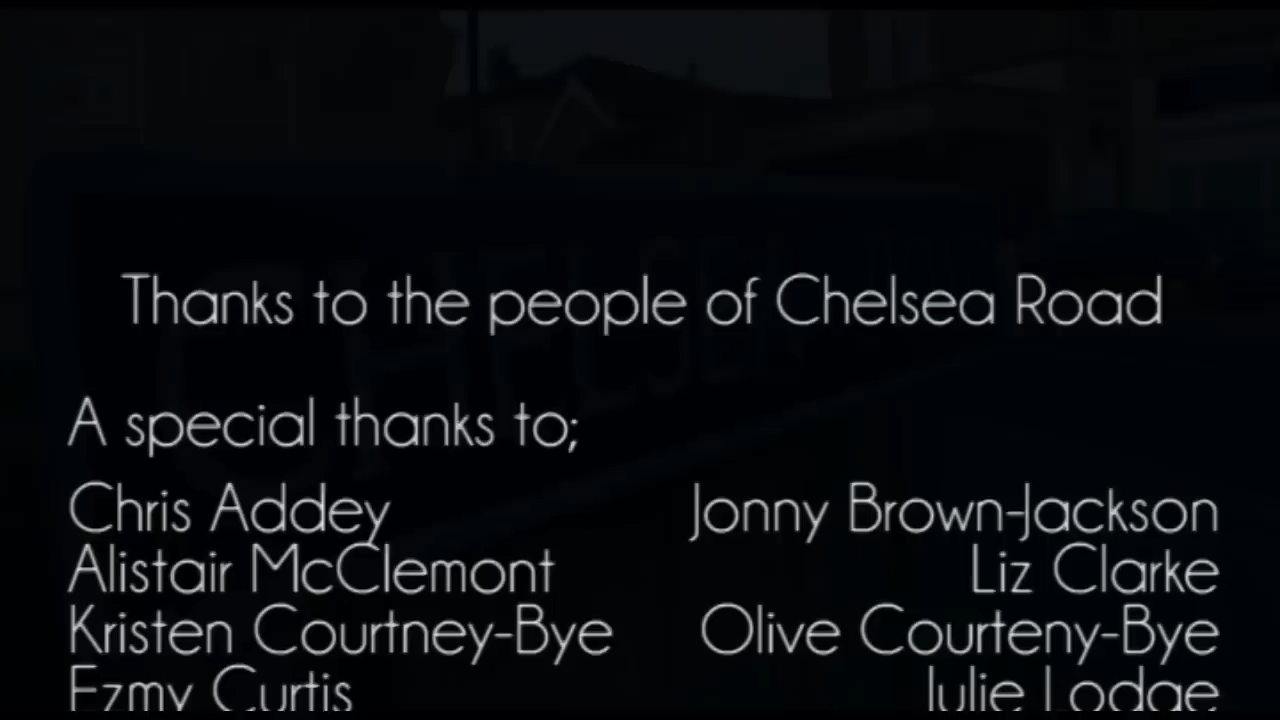 Thanks to the people of Chelsea Road
A special thanks to;
Chris Addey Jonny Brown-Jackson
Alistair McClemont Liz Clarke
Kristen Courtney-Bye Olive Courteny-Bye
Ezmy Curtis Julie Lodge
CHELSEA